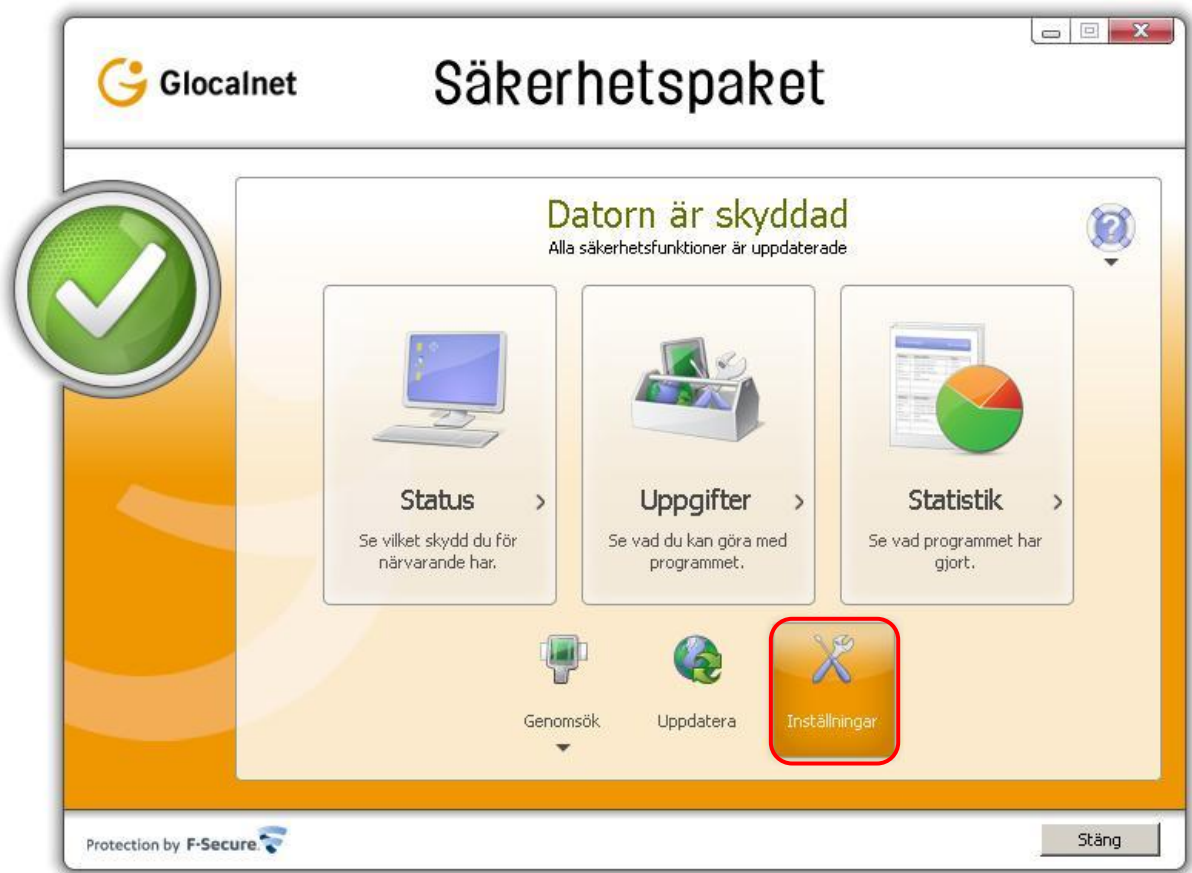 Glocalnet
Säkerhetspaket
Datorn är skyddad
Alla säkerhetsfunktioner är uppdaterade
Status
Se vilket skydd du för
närvarande har.
Uppgifter
Se vad du kan göra med
programmet.
Statistik
Se vad programmet har
gjort.
Genomsök
Uppdatera
Inställningar
Protection by F-Secure.
Stäng